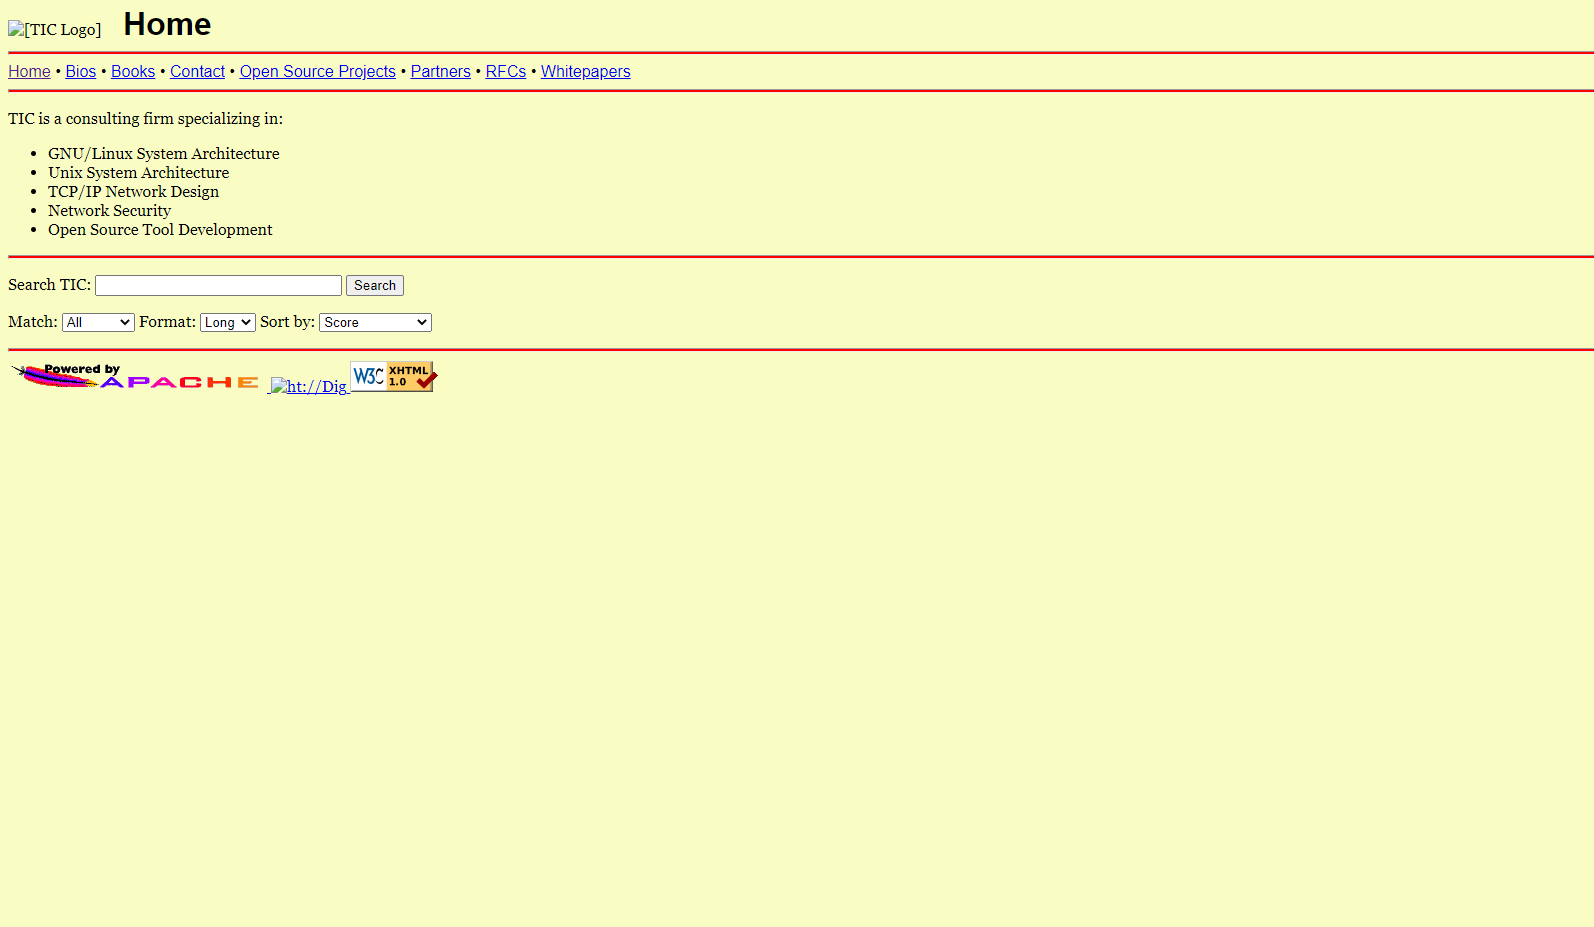 [TIC Logo] Home
Home • Bios • Books • Contact • Open Source Projects • Partners • RFCs • Whitepapers
TIC is a consulting firm specializing in:
• GNU/Linux System Architecture
• Unix System Architecture
• TCP/IP Network Design
• Network Security
• Open Source Tool Development
Search TIC: Search
Match: All Format: Long Sort by: Score
Powered by APACHE ht://Dig W3C XHTML 1.0